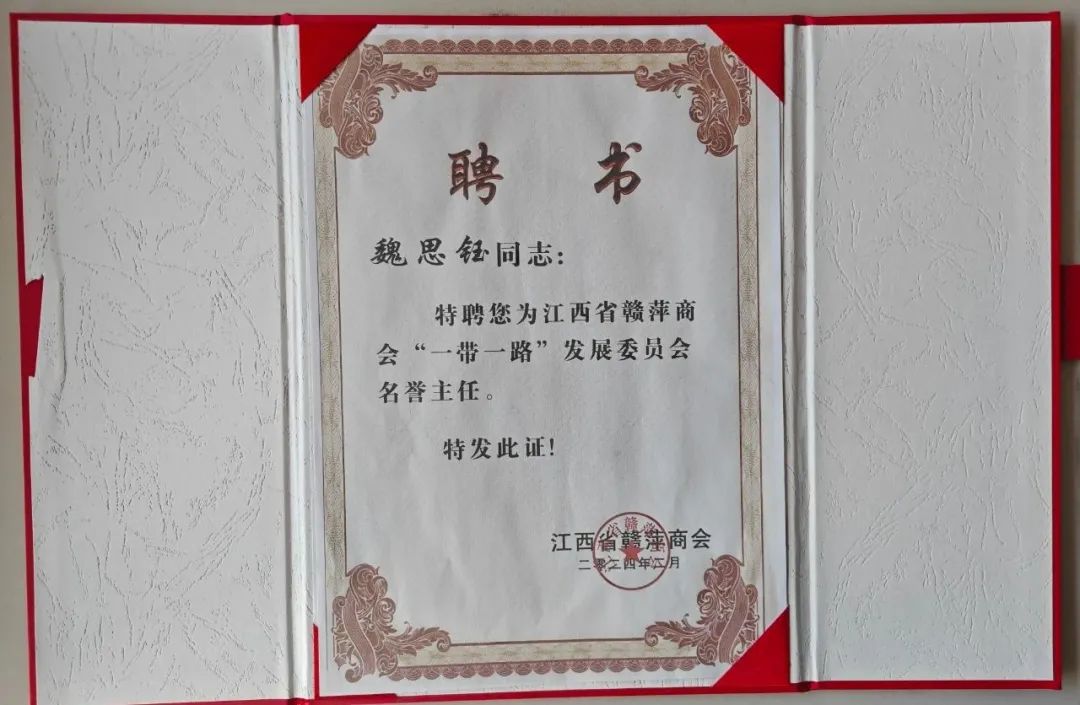 聘 书
魏思钰同志：
特聘您为江西省赣萍商
会“一带一路”发展委员会
名誉主任。
特发此证！
江西省赣萍商会
二零二四年二月